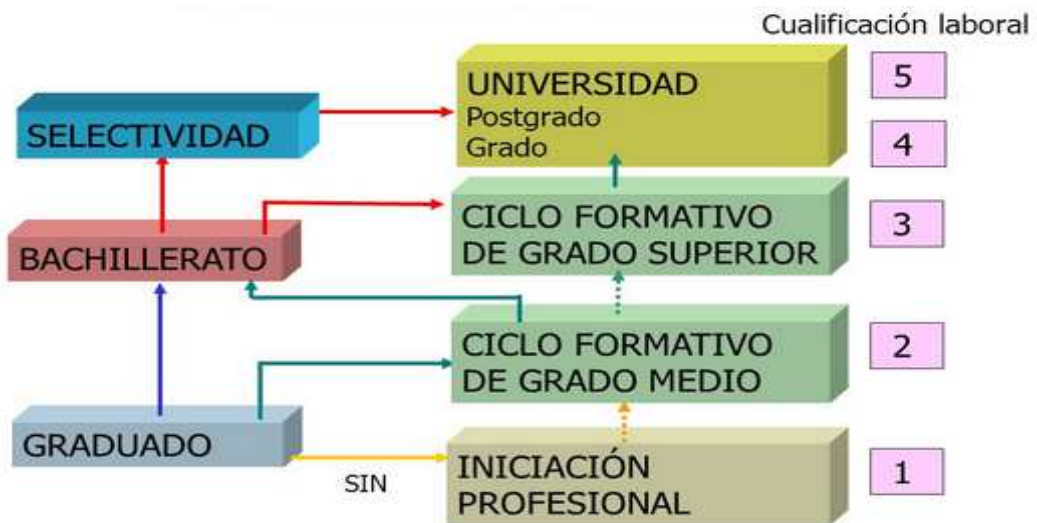 Cualificación laboral
UNIVERSIDAD
Postgrado
Grado
5
4
SELECTIVIDAD
CICLO FORMATIVO
DE GRADO SUPERIOR
3
BACHILLERATO
CICLO FORMATIVO
DE GRADO MEDIO
2
GRADUADO
SIN
INICIACIÓN
PROFESIONAL
1